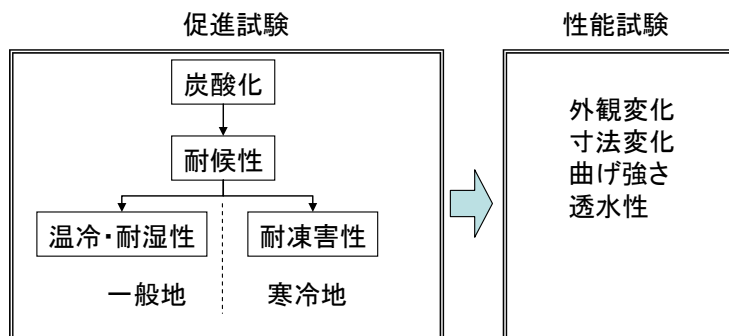 促進試験
性能試験
炭酸化
耐候性
温冷・耐湿性
耐凍害性
一般地
寒冷地
外観変化
寸法変化
曲げ強さ
透水性